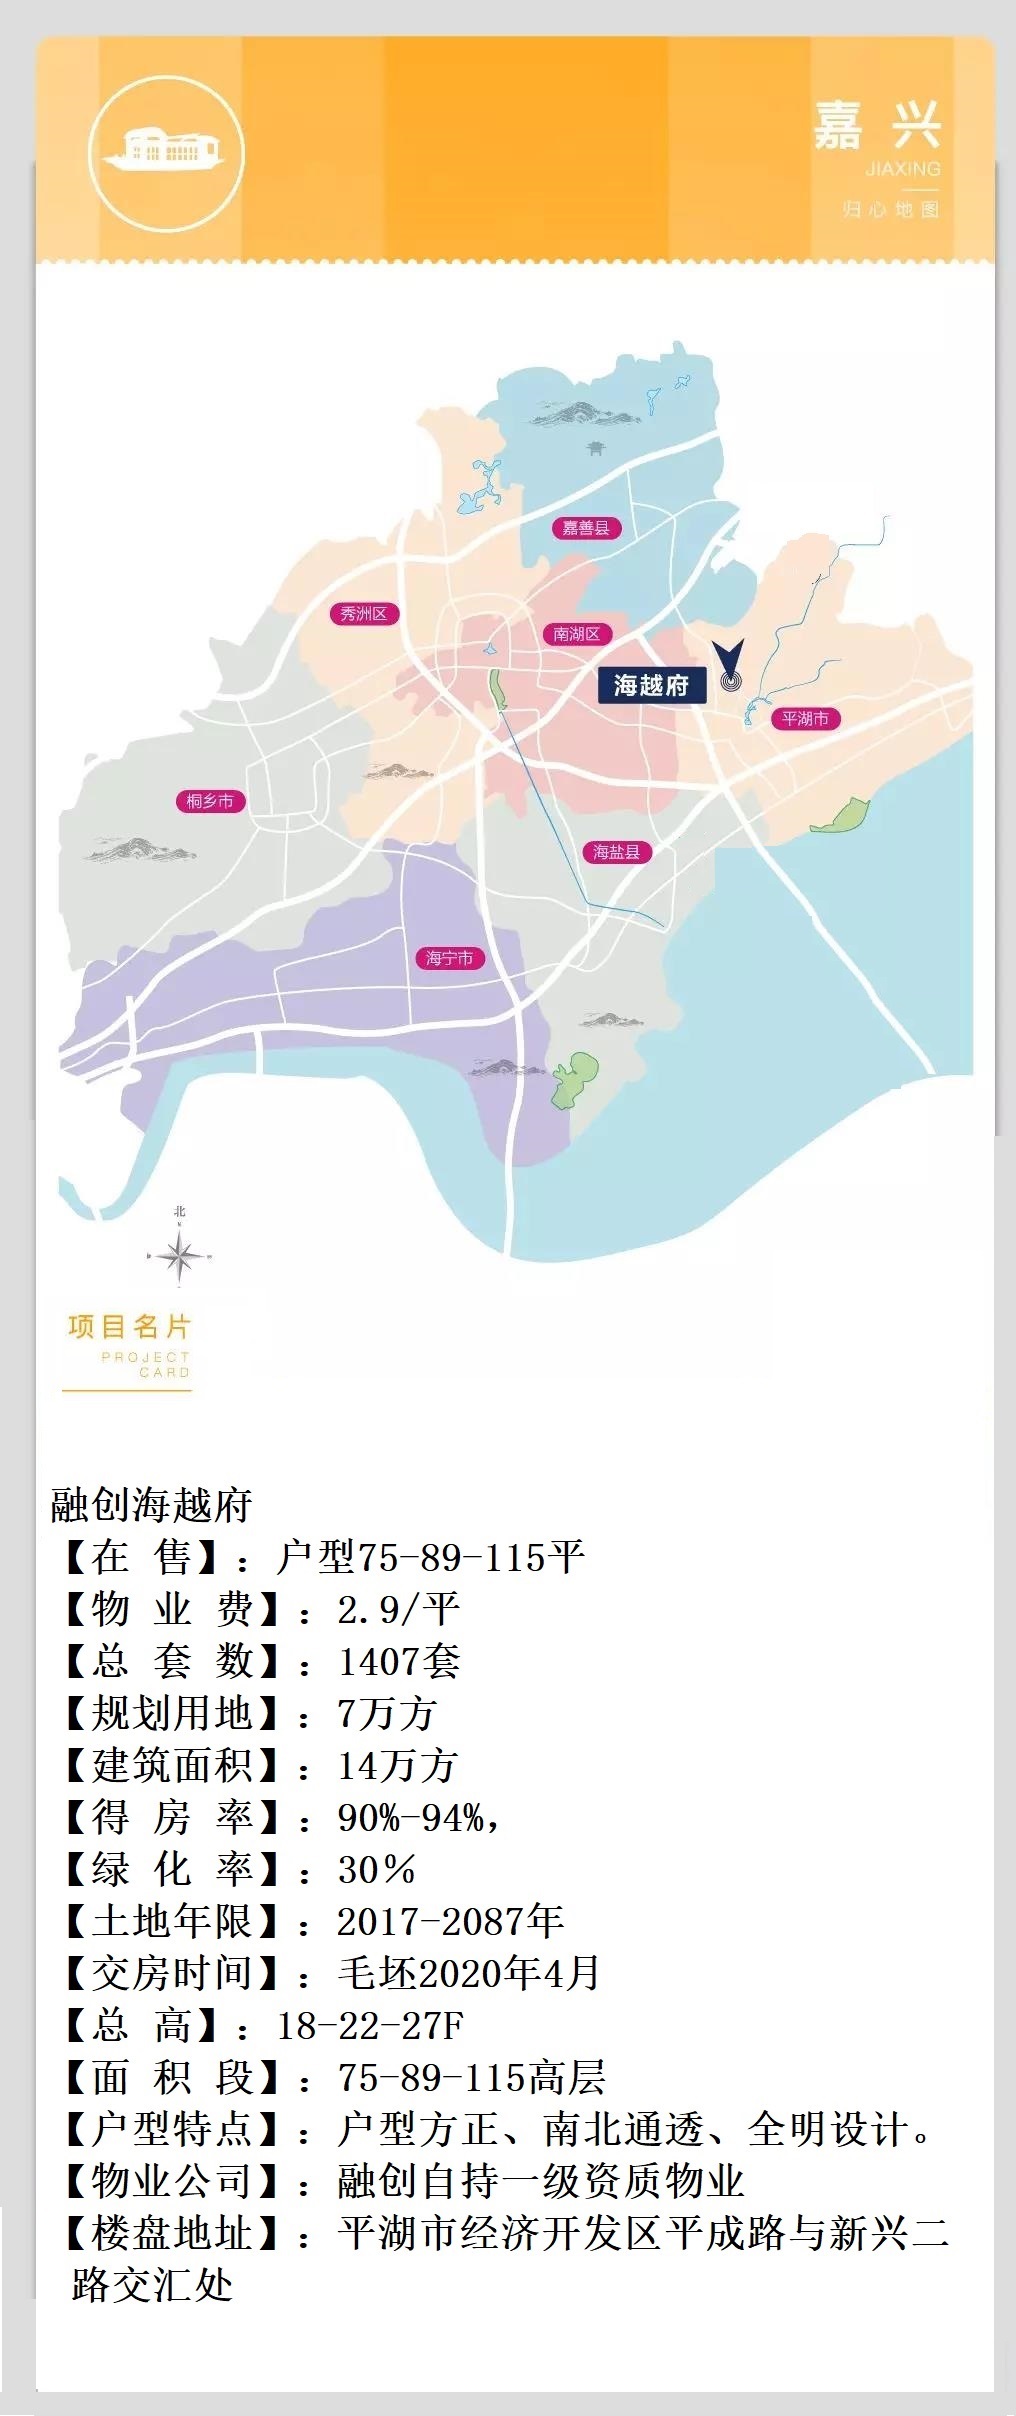 嘉 兴
JIAXING
归心地图
嘉善县
秀洲区
南湖区
海越府
平湖市
桐乡市
海盐县
海宁市
北
N
项目名片
PROJECT
CARD
融创海越府
【在 售】：户型75-89-115平
【物 业 费】：2.9/平
【总 套 数】：1407套
【规划用地】：7万方
【建筑面积】：14万方
【得 房 率】：90%-94%，
【绿 化 率】：30％
【土地年限】：2017-2087年
【交房时间】：毛坯2020年4月
【总 高】：18-22-27F
【面 积 段】：75-89-115高层
【户型特点】：户型方正、南北通透、全明设计。
【物业公司】：融创自持一级资质物业
【楼盘地址】：平湖市经济开发区平成路与新兴二
路交汇处